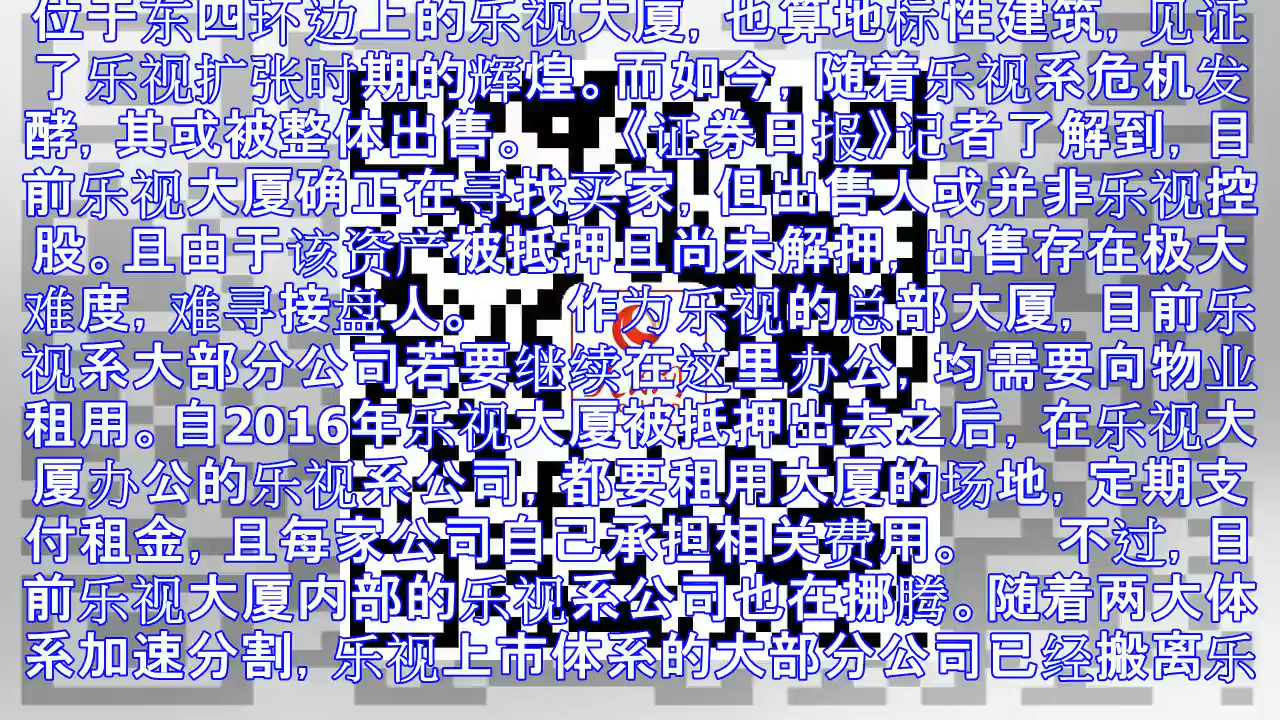 位于东四环边上的乐视大厦, 也算地标性建筑, 见证
了乐视扩张时期的辉煌。而如今, 随着乐视系危机发
酵, 其或被整体出售。 《证券日报》记者了解到, 目
前乐视大厦确正在寻找买家, 但出售人或并非乐视控
股。且由于该资产被抵押且尚未解押, 出售存在极大
难度, 难寻接盘人。 作为乐视的总部大厦, 目前乐
视系大部分公司若要继续在这里办公, 均需要向物业
租用。自2016年乐视大厦被抵押出去之后, 在乐视大
厦办公的乐视系公司, 都要租用大厦的场地, 定期支
付租金, 且每家公司自己承担相关费用。 不过, 目
前乐视大厦内部的乐视系公司也在挪腾。随着两大体
系加速分割, 乐视上市体系的大部分公司已经搬离乐